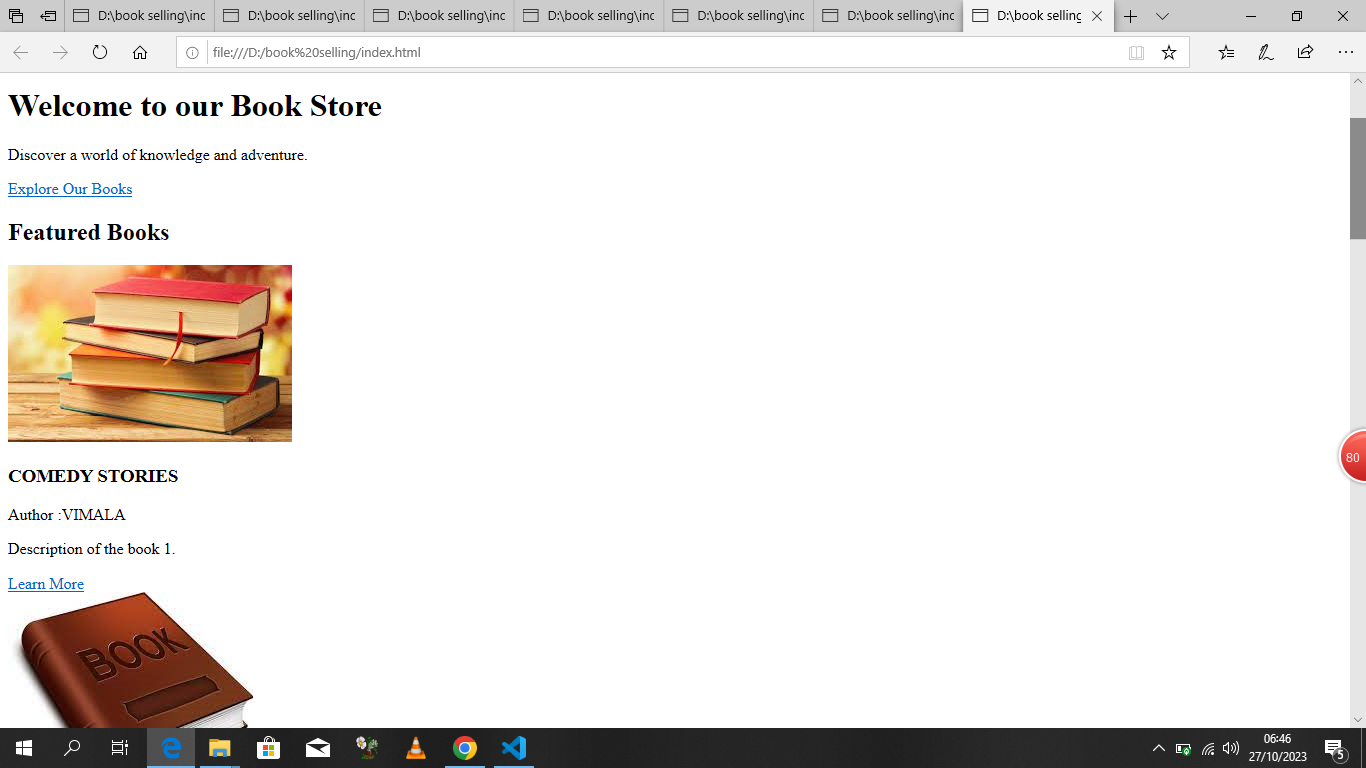 D:\book selling\inc
D:\book selling\inc
D:\book selling\inc
D:\book selling\inc
D:\book selling\inc
D:\book selling\inc
D:\book selling
file:///D:/book%20selling/index.html
Welcome to our Book Store
Discover a world of knowledge and adventure.
Explore Our Books
Featured Books
COMEDY STORIES
Author :VIMALA
Description of the book 1.
Learn More
BOOK
80
06:46
27/10/2023
5